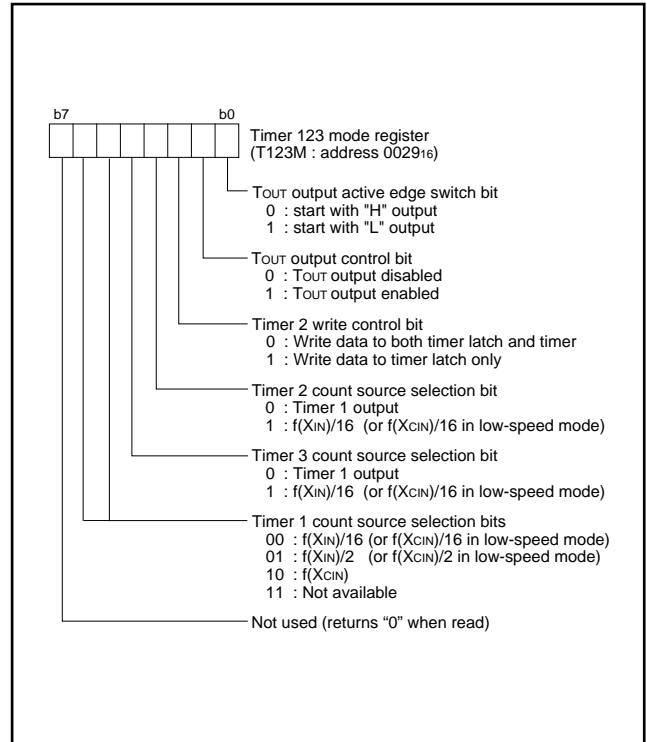 b7 b0
Timer 123 mode register
(T123M : address 002916)
TOUT output active edge switch bit
0 : start with "H" output
1 : start with "L" output
TOUT output control bit
0 : TOUT output disabled
1 : TOUT output enabled
Timer 2 write control bit
0 : Write data to both timer latch and timer
1 : Write data to timer latch only
Timer 2 count source selection bit
0 : Timer 1 output
1 : f(XIN)/16 (or f(XCIN)/16 in low-speed mode)
Timer 3 count source selection bit
0 : Timer 1 output
1 : f(XIN)/16 (or f(XCIN)/16 in low-speed mode)
Timer 1 count source selection bits
00 : f(XIN)/16 (or f(XCIN)/16 in low-speed mode)
01 : f(XIN)/2 (or f(XCIN)/2 in low-speed mode)
10 : f(XCIN)
11 : Not available
Not used (returns “0” when read)